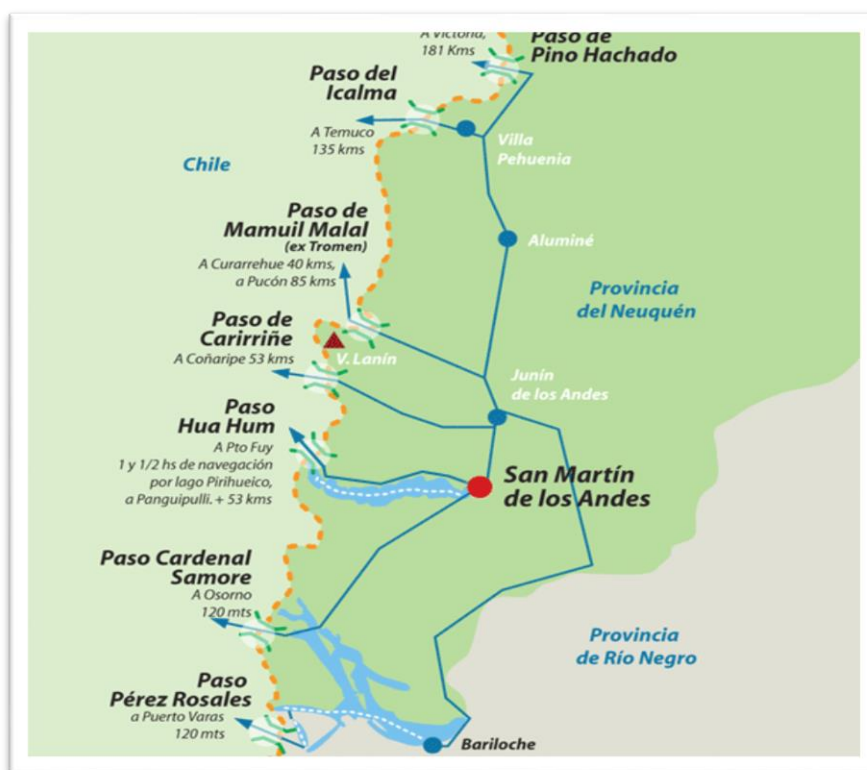 A Victoria,
181 Kms
Paso de
Pino Hachado
Paso del
Icalma
A Temuco
135 kms
Villa
Pehuenia
Chile
Paso de
Mamuil Malal
(ex Tromen)
A Curarrehue 40 kms,
a Pucón 85 kms
Aluminé
Provincia
del Neuquén
Paso de
Carirriñe
A Coñaripe 53 kms
V. Lanín
Junín
de los Andes
Paso
Hua Hum
A Pto Fuy
1 y 1/2 hs de navegación
por lago Pirihueico,
a Panguipulli. + 53 kms
San Martín
de los Andes
Paso Cardenal
Samore
A Osorno
120 mts
Provincia
de Río Negro
Paso
Pérez Rosales
a Puerto Varas
120 mts
Bariloche